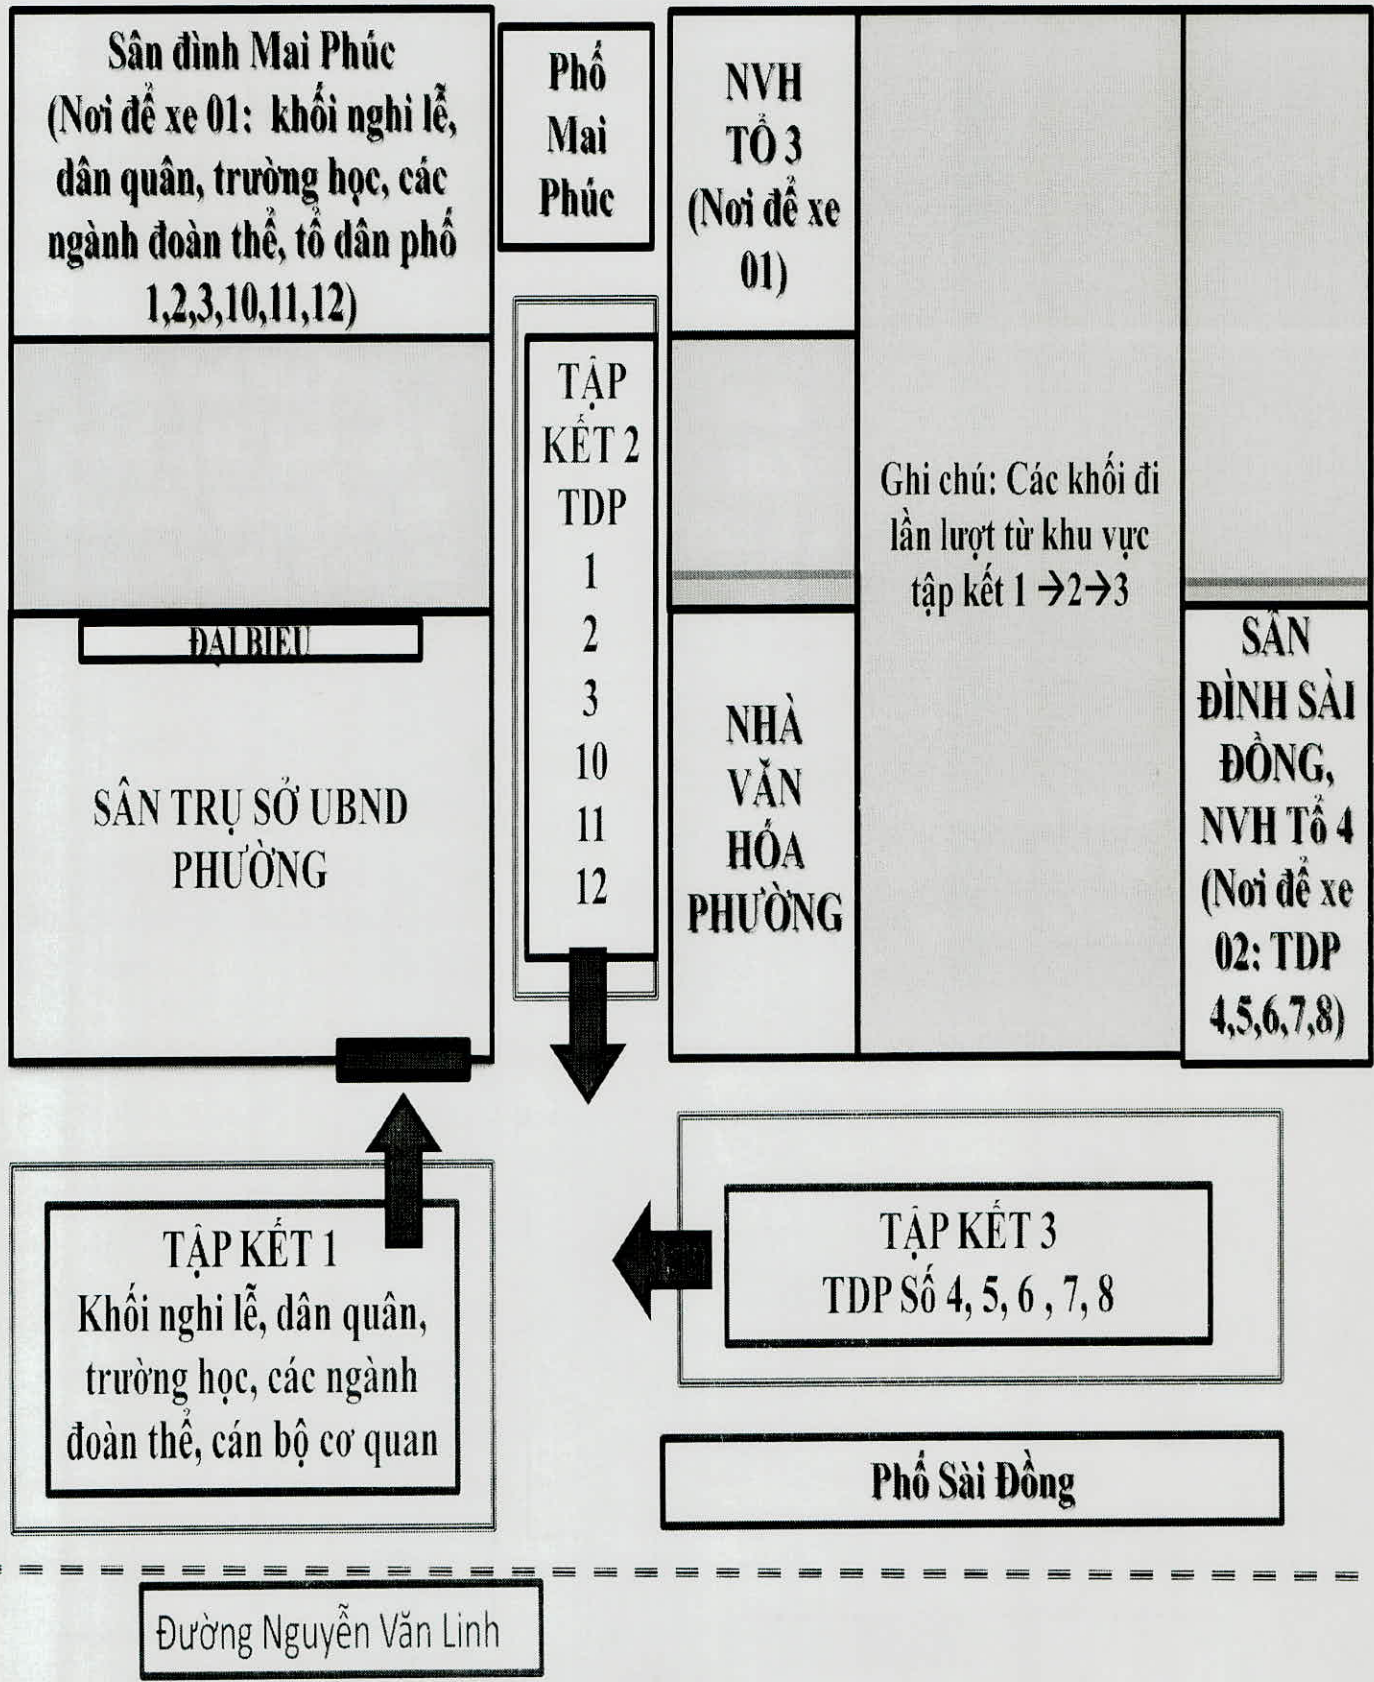 Sân đình Mai Phúc
(Nơi để xe 01: khối nghi lễ,
dân quân, trường học, các
ngành đoàn thể, tổ dân phố
1,2,3,10,11,12)
Phố
Mai
Phúc
NVH
TỔ 3
(Nơi để xe
01)
TẬP
KẾT 2
TDP
1
2
3
10
11
12
Ghi chú: Các khối đi
lần lượt từ khu vực
tập kết 1 →2→3
ĐẠI BIỂU
SÂN TRỤ SỞ UBND
PHƯỜNG
NHÀ
VĂN
HÓA
PHƯỜNG
SÂN
ĐÌNH SÀI
ĐỒNG,
NVH Tổ 4
(Nơi để xe
02: TDP
4,5,6,7,8)
TẬP KẾT 1
Khối nghi lễ, dân quân,
trường học, các ngành
đoàn thể, cán bộ cơ quan
TẬP KẾT 3
TDP Số 4, 5, 6 , 7, 8
Phố Sài Đồng
Đường Nguyễn Văn Linh